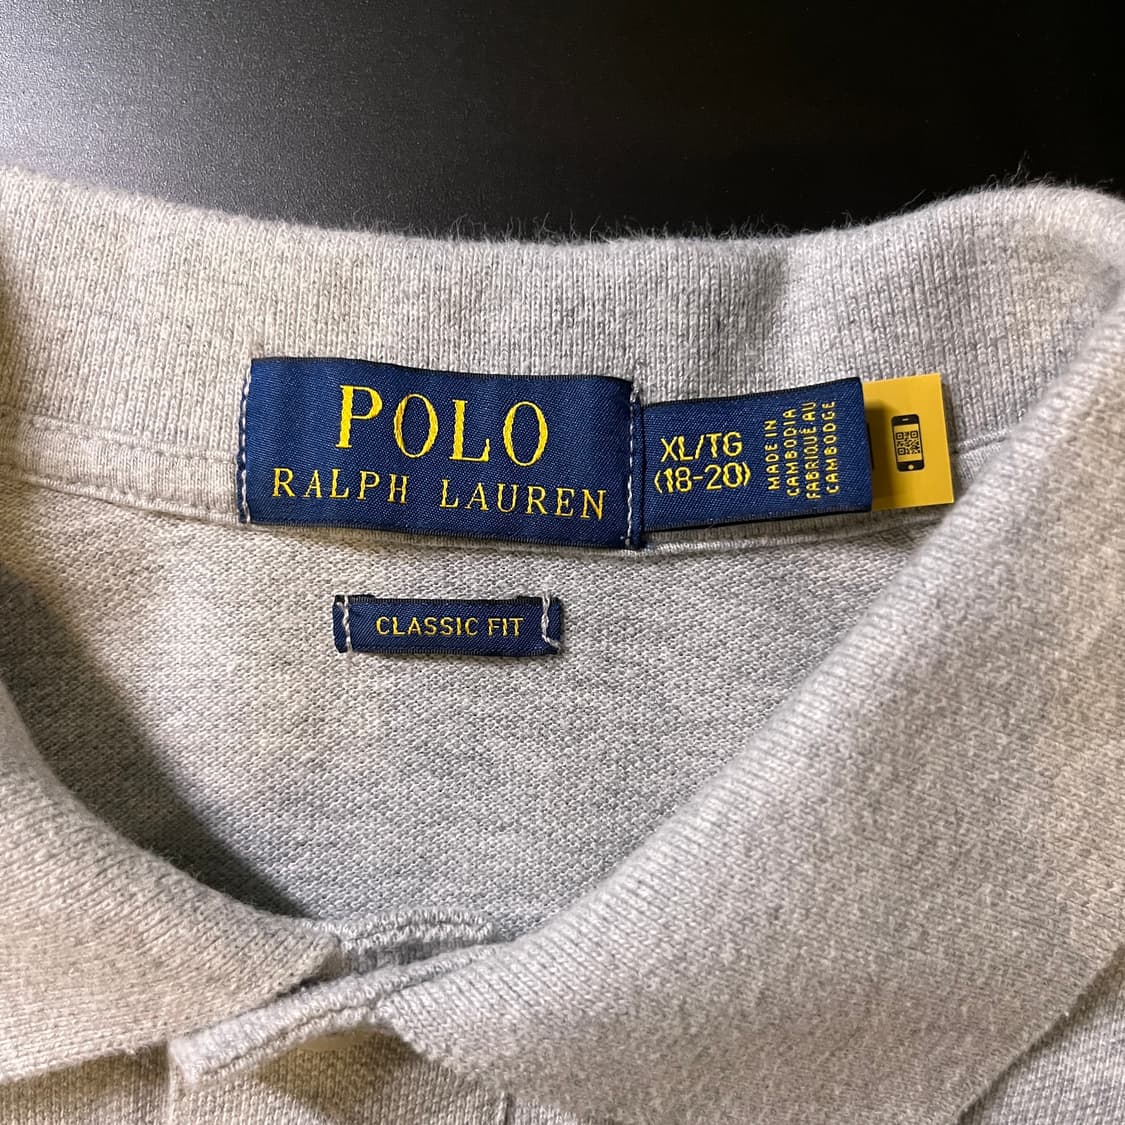 POLO
RALPH LAUREN
XL/TG
(18-20)
MADE IN
CAMBODIA
FABRIQUÉ AU
CAMBODGE
CLASSIC FIT